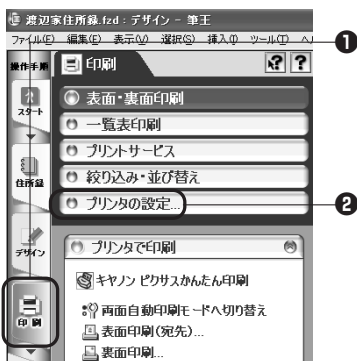 渡辺家住所録.fzd：デザイン - 筆王
ファイル(F) 編集(E) 表示(V) 選択(S) 挿入(I) ツール(T) ヘ
操作手順
印刷
?
?
❶
スタート
表面・裏面印刷
一覧表印刷
プリントサービス
住所録
絞り込み・並び替え
プリンタの設定...
❷
デザイン
プリンタで印刷
キヤノン ピクサスかんたん印刷
両面自動印刷モードへ切り替え
印刷
表面印刷(宛先)...
裏面印刷...